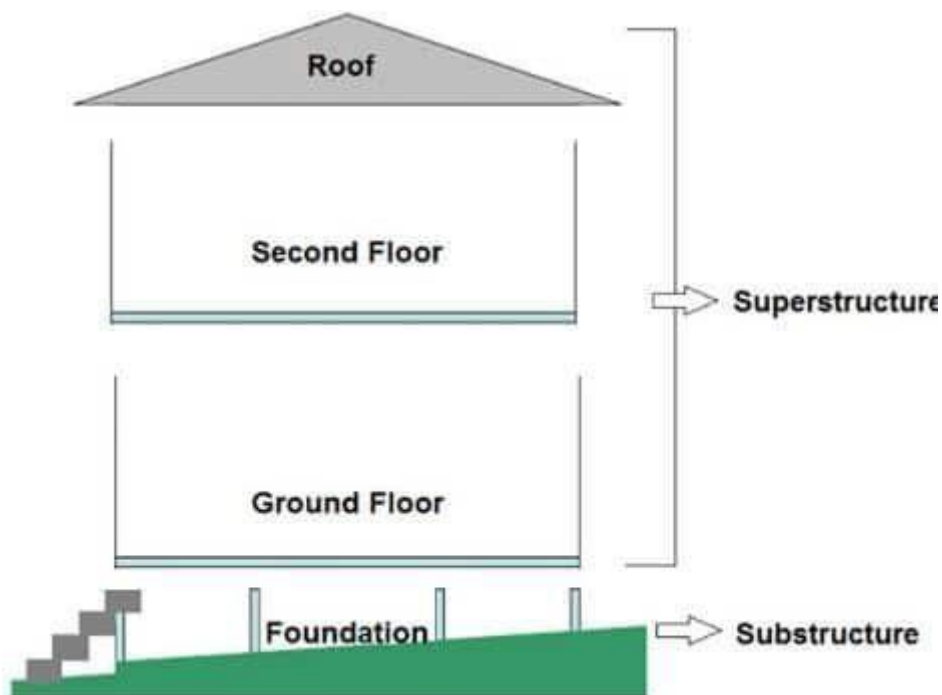 Roof
Second Floor
Superstructure
Ground Floor
Foundation
Substructure